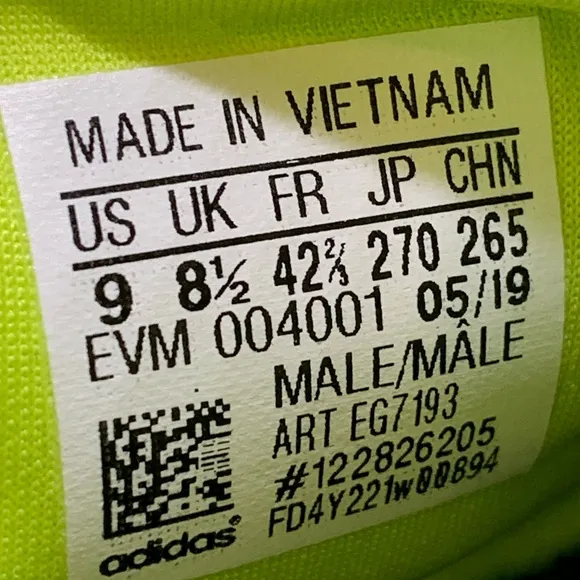 MADE IN VIETNAM
US UK FR JP CHN
9 8½ 42⅔ 270 265
EVM 004001 05/19
MALE/MÂLE
ART EG7193
#122826205
FD4Y221w00894
adidas®